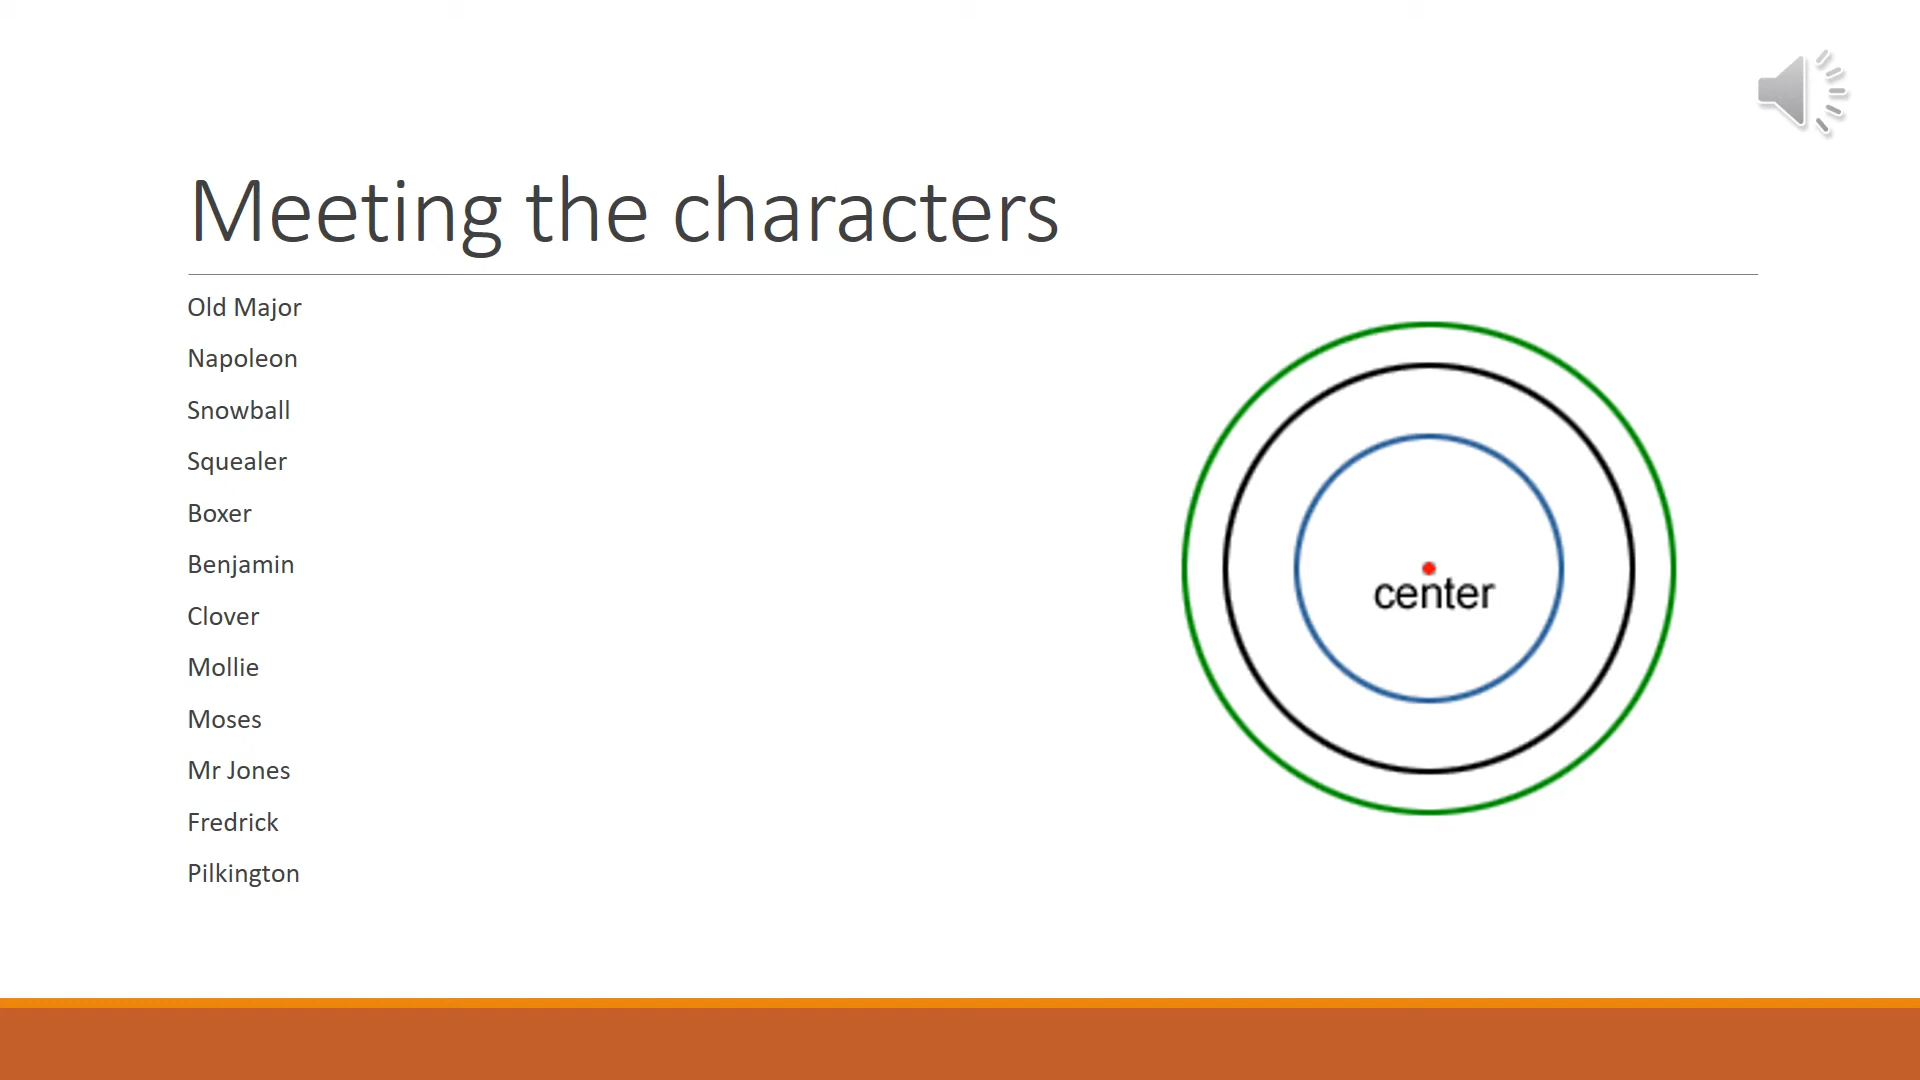 Meeting the characters
Old Major
Napoleon
Snowball
Squealer
Boxer
Benjamin
Clover
Mollie
Moses
Mr Jones
Fredrick
Pilkington
center